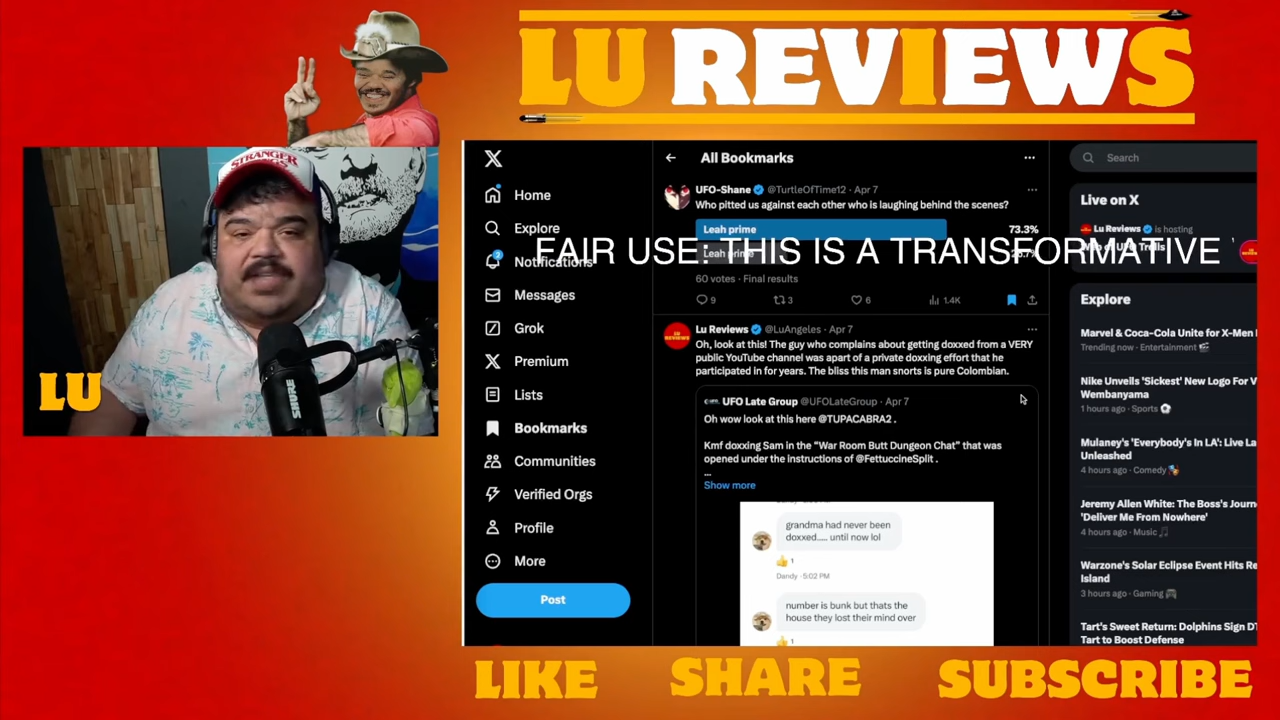 LU REVIEWS
STRANGER
LU
SHURE
Home
Explore
Notifications
Messages
Grok
Premium
Lists
Bookmarks
Communities
Verified Orgs
Profile
More
Post
All Bookmarks
UFO-Shane @TurtleOfTime12 · Apr 7
Who pitted us against each other who is laughing behind the scenes?
Leah prime 73.3%
Leah prime
FAIR USE: THIS IS A TRANSFORMATIVE
60 votes · Final results
9 3 6 1.4K
Lu Reviews @LuAngeles · Apr 7
Oh, look at this! The guy who complains about getting doxxed from a VERY
public YouTube channel was apart of a private doxxing effort that he
participated in for years. The bliss this man snorts is pure Colombian.
UFO Late Group @UFOLateGroup · Apr 7
Oh wow look at this here @TUPACABRA2 .
Kmf doxxing Sam in the “War Room Butt Dungeon Chat” that was
opened under the instructions of @FettuccineSplit .
...
Show more
grandma had never been
doxxed..... until now lol
1
Dandy · 5:02 PM
number is bunk but thats the
house they lost their mind over
1
Search
Live on X
Lu Reviews is hosting
Explore
Marvel & Coca-Cola Unite for X-Men
Trending now · Entertainment
Nike Unveils 'Sickest' New Logo For V
Wembanyama
1 hours ago · Sports
Mulaney's 'Everybody's In LA': Live La
Unleashed
4 hours ago · Comedy
Jeremy Allen White: The Boss's Journ
'Deliver Me From Nowhere'
4 hours ago · Music
Warzone's Solar Eclipse Event Hits Re
Island
3 hours ago · Gaming
Tart's Sweet Return: Dolphins Sign DT
Tart to Boost Defense
LIKE SHARE SUBSCRIBE